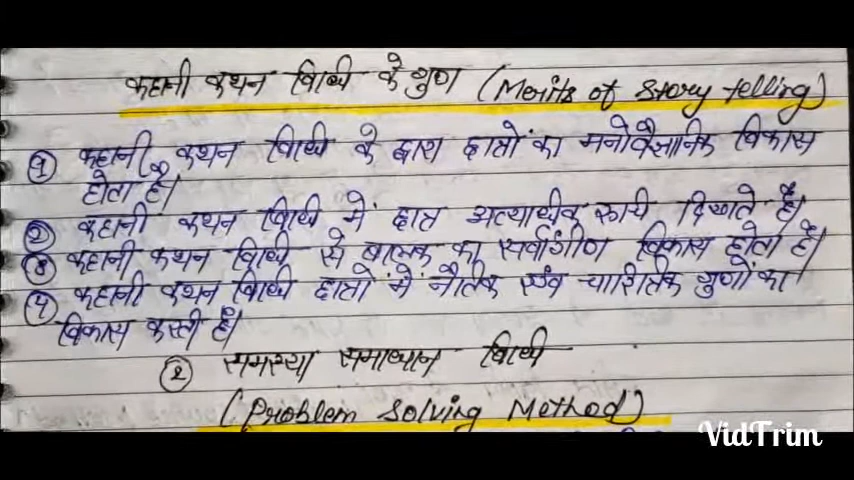 कहानी कथन विधि के गुण (Merits of Story telling)
① कहानी कथन विधि के द्वारा छात्रों का मनोवैज्ञानिक विकास
होता है।
② कहानी कथन विधि में छात्र अत्याधीक रूची दिखाते है।
③ कहानी कथन विधि से बालक का सर्वांगीण विकास होता है।
④ कहानी कथन विधि छात्रों में नैतिक एवं चारित्रिक गुणों का
विकास करती है।
② समस्या समाधान विधि
(Problem Solving Method)
VidTrim